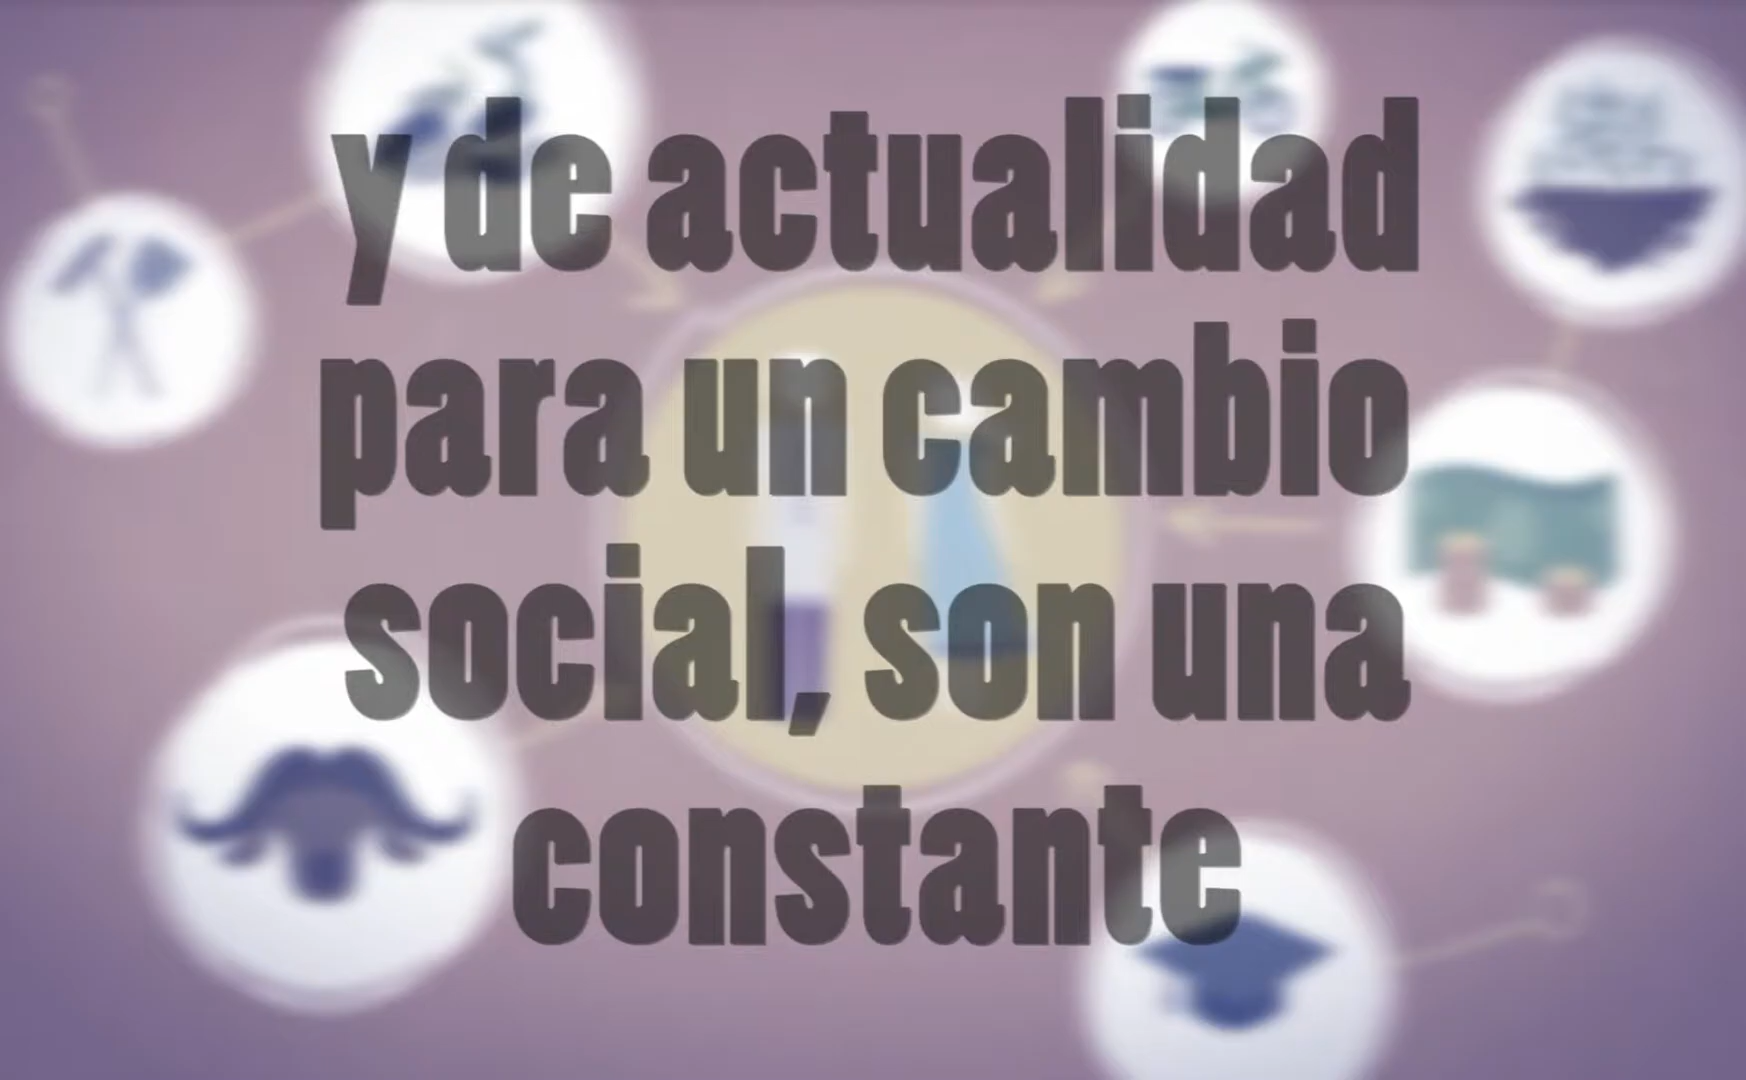 y de actualidad
para un cambio
social, son una
constante